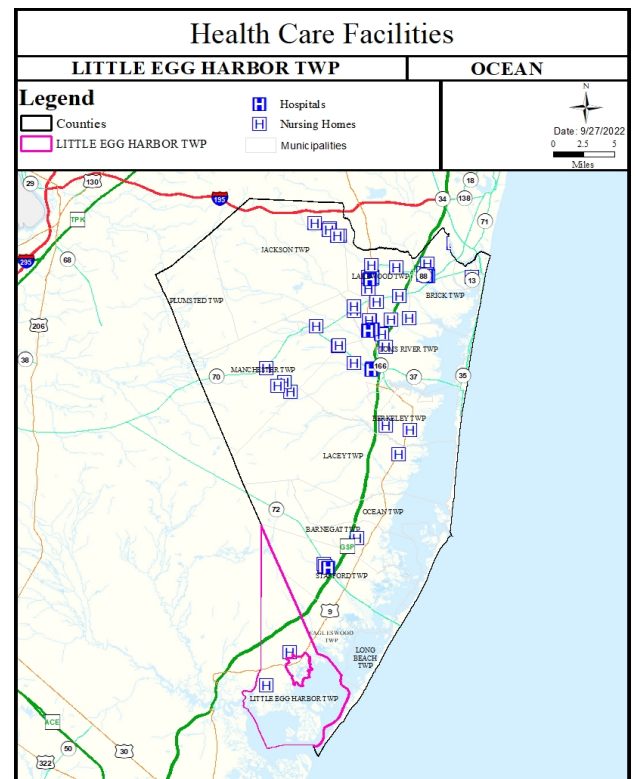 Health Care Facilities
LITTLE EGG HARBOR TWP
OCEAN
Legend
Counties
LITTLE EGG HARBOR TWP
H Hospitals
H Nursing Homes
Municipalities
N
Date: 9/27/2022
0 2.5 5
Miles
29
130
195
18
34
138
71
TPK
JACKSON TWP
295
68
LAKEWOOD TWP
88
13
PLUMSTED TWP
BRICK TWP
206
TOMS RIVER TWP
38
70
MANCHESTER TWP
166
37
35
BERKELEY TWP
LACEY TWP
72
OCEAN TWP
BARNEGAT TWP
GSP
STAFFORD TWP
9
EAGLESWOOD
TWP
LONG
BEACH
TWP
LITTLE EGG HARBOR TWP
ACE
50
30
322